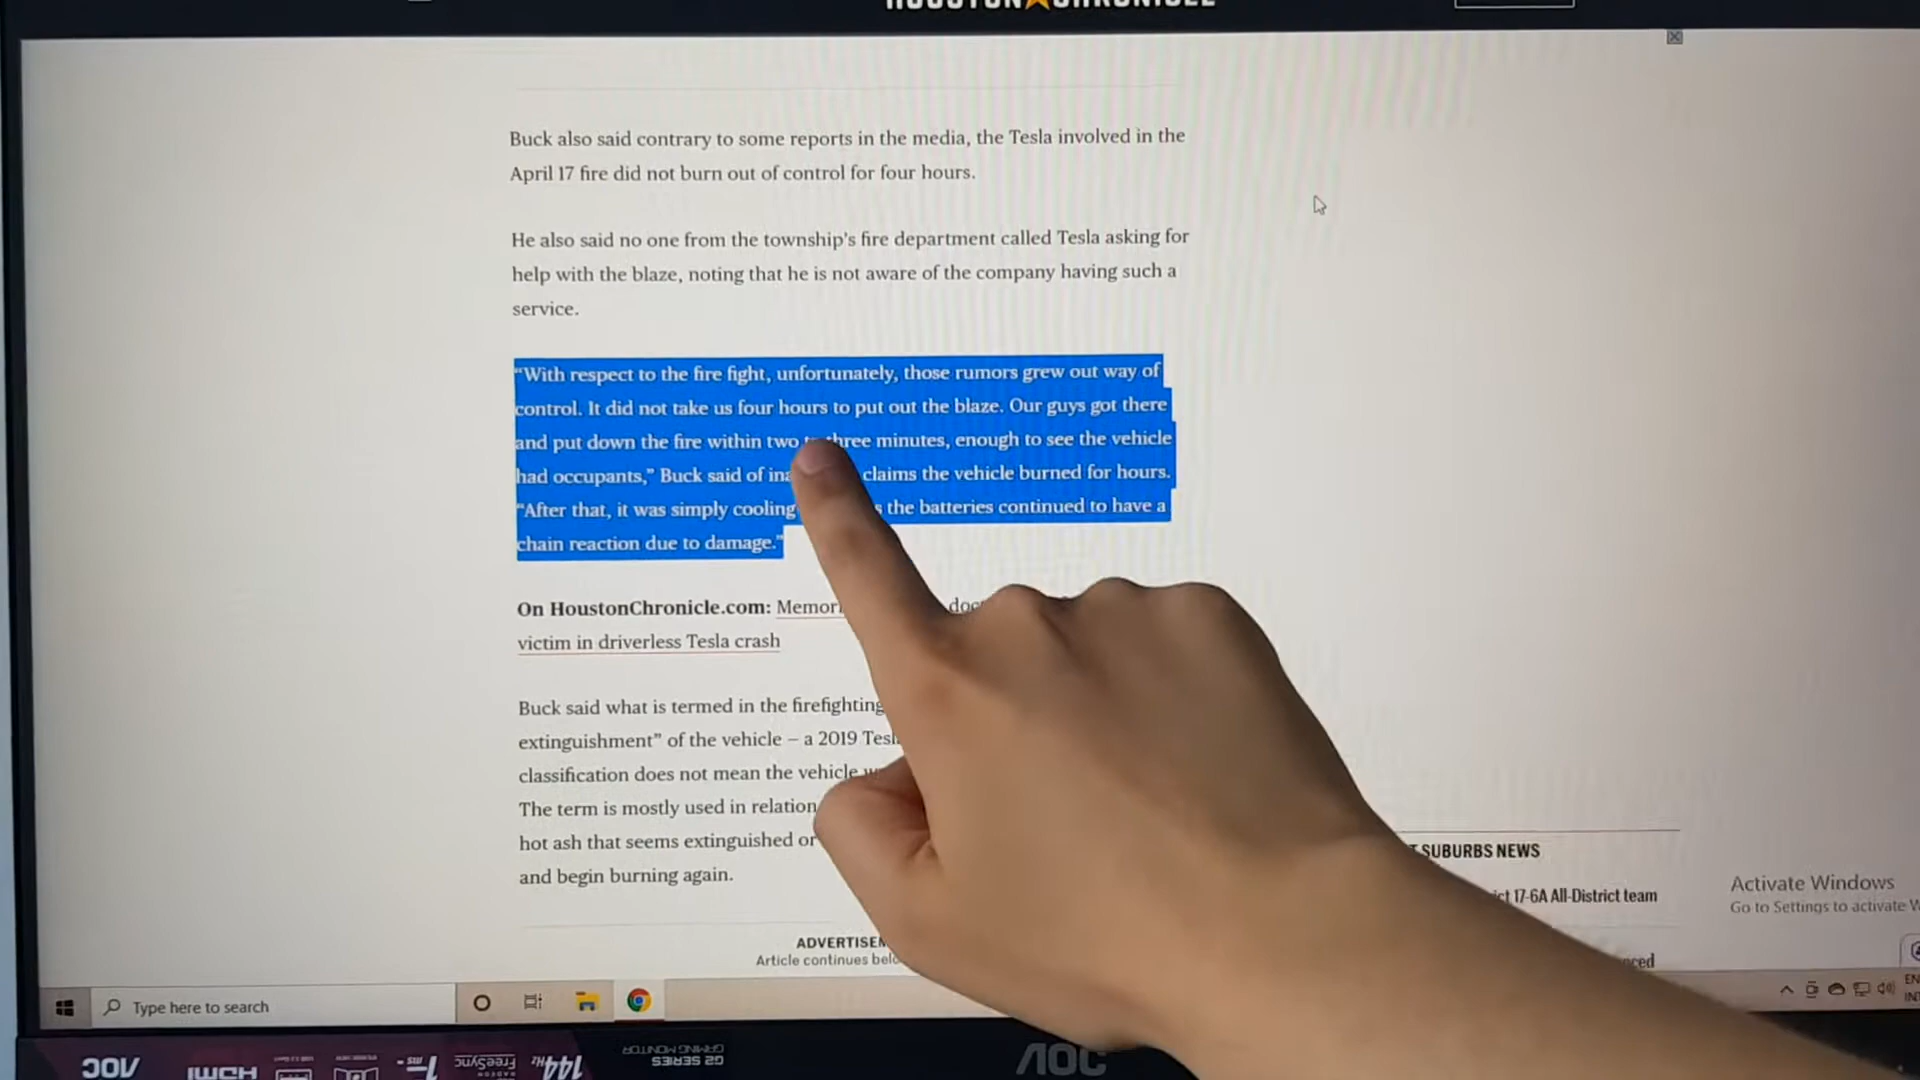 HOUSTON CHRONICLE
Buck also said contrary to some reports in the media, the Tesla involved in the
April 17 fire did not burn out of control for four hours.
He also said no one from the township's fire department called Tesla asking for
help with the blaze, noting that he is not aware of the company having such a
service.
“With respect to the fire fight, unfortunately, those rumors grew out way of
control. It did not take us four hours to put out the blaze. Our guys got there
and put down the fire within two three minutes, enough to see the vehicle
had occupants,” Buck said of claims the vehicle burned for hours.
“After that, it was simply cooling the batteries continued to have a
chain reaction due to damage.”
On HoustonChronicle.com:
victim in driverless Tesla crash
Buck said what is termed in the firefighting
extinguishment” of the vehicle – a 2019
classification does not mean the vehicle
The term is mostly used in relation
hot ash that seems extinguished or
and begin burning again.
SUBURBS NEWS
17-6A All-District team
Activate Windows
Go to Settings to activate
Article continues
Type here to search
AOC
HDMI
1ms
FreeSync
144Hz
G2 SERIES
GAMING MONITOR
AOC